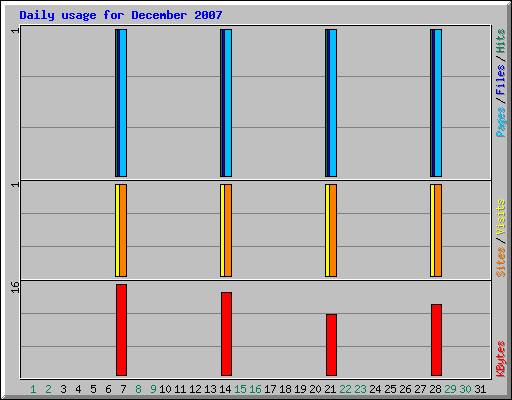 Daily usage for December 2007
1
Pages/Files/Hits
1
Sites/Visits
16
KBytes
1 2 3 4 5 6 7 8 9 10 11 12 13 14 15 16 17 18 19 20 21 22 23 24 25 26 27 28 29 30 31